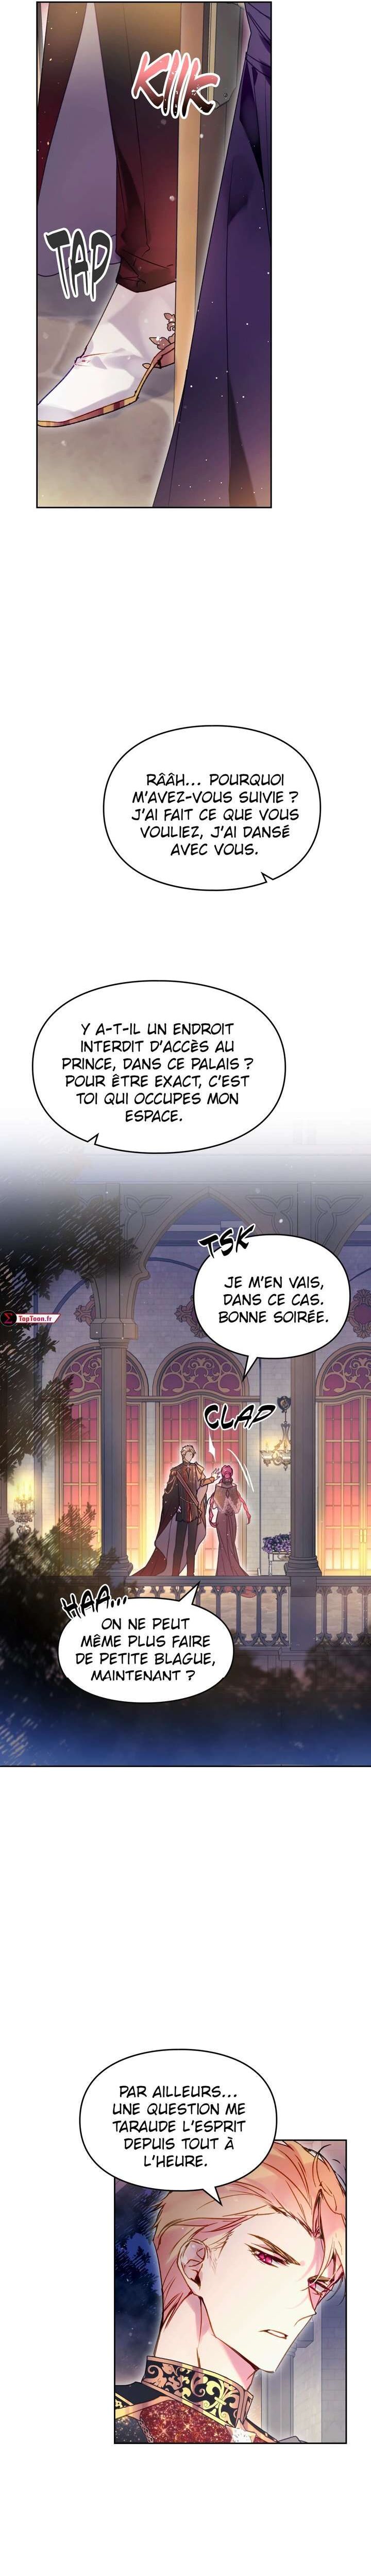 KIIK
TAP
RÂÂH... POURQUOI
M'AVEZ-VOUS SUIVIE ?
J'AI FAIT CE QUE VOUS
VOULIEZ, J'AI DANSÉ
AVEC VOUS.
Y A-T-IL UN ENDROIT
INTERDIT D'ACCÈS AU
PRINCE, DANS CE PALAIS ?
POUR ÊTRE EXACT, C'EST
TOI QUI OCCUPES MON
ESPACE.
TSK
JE M'EN VAIS,
DANS CE CAS.
BONNE SOIRÉE.
TopToon.fr
CLAP
HAA...
ON NE PEUT
MÊME PLUS FAIRE
DE PETITE BLAGUE,
MAINTENANT ?
PAR AILLEURS...
UNE QUESTION ME
TARAUDE L'ESPRIT
DEPUIS TOUT À
L'HEURE.